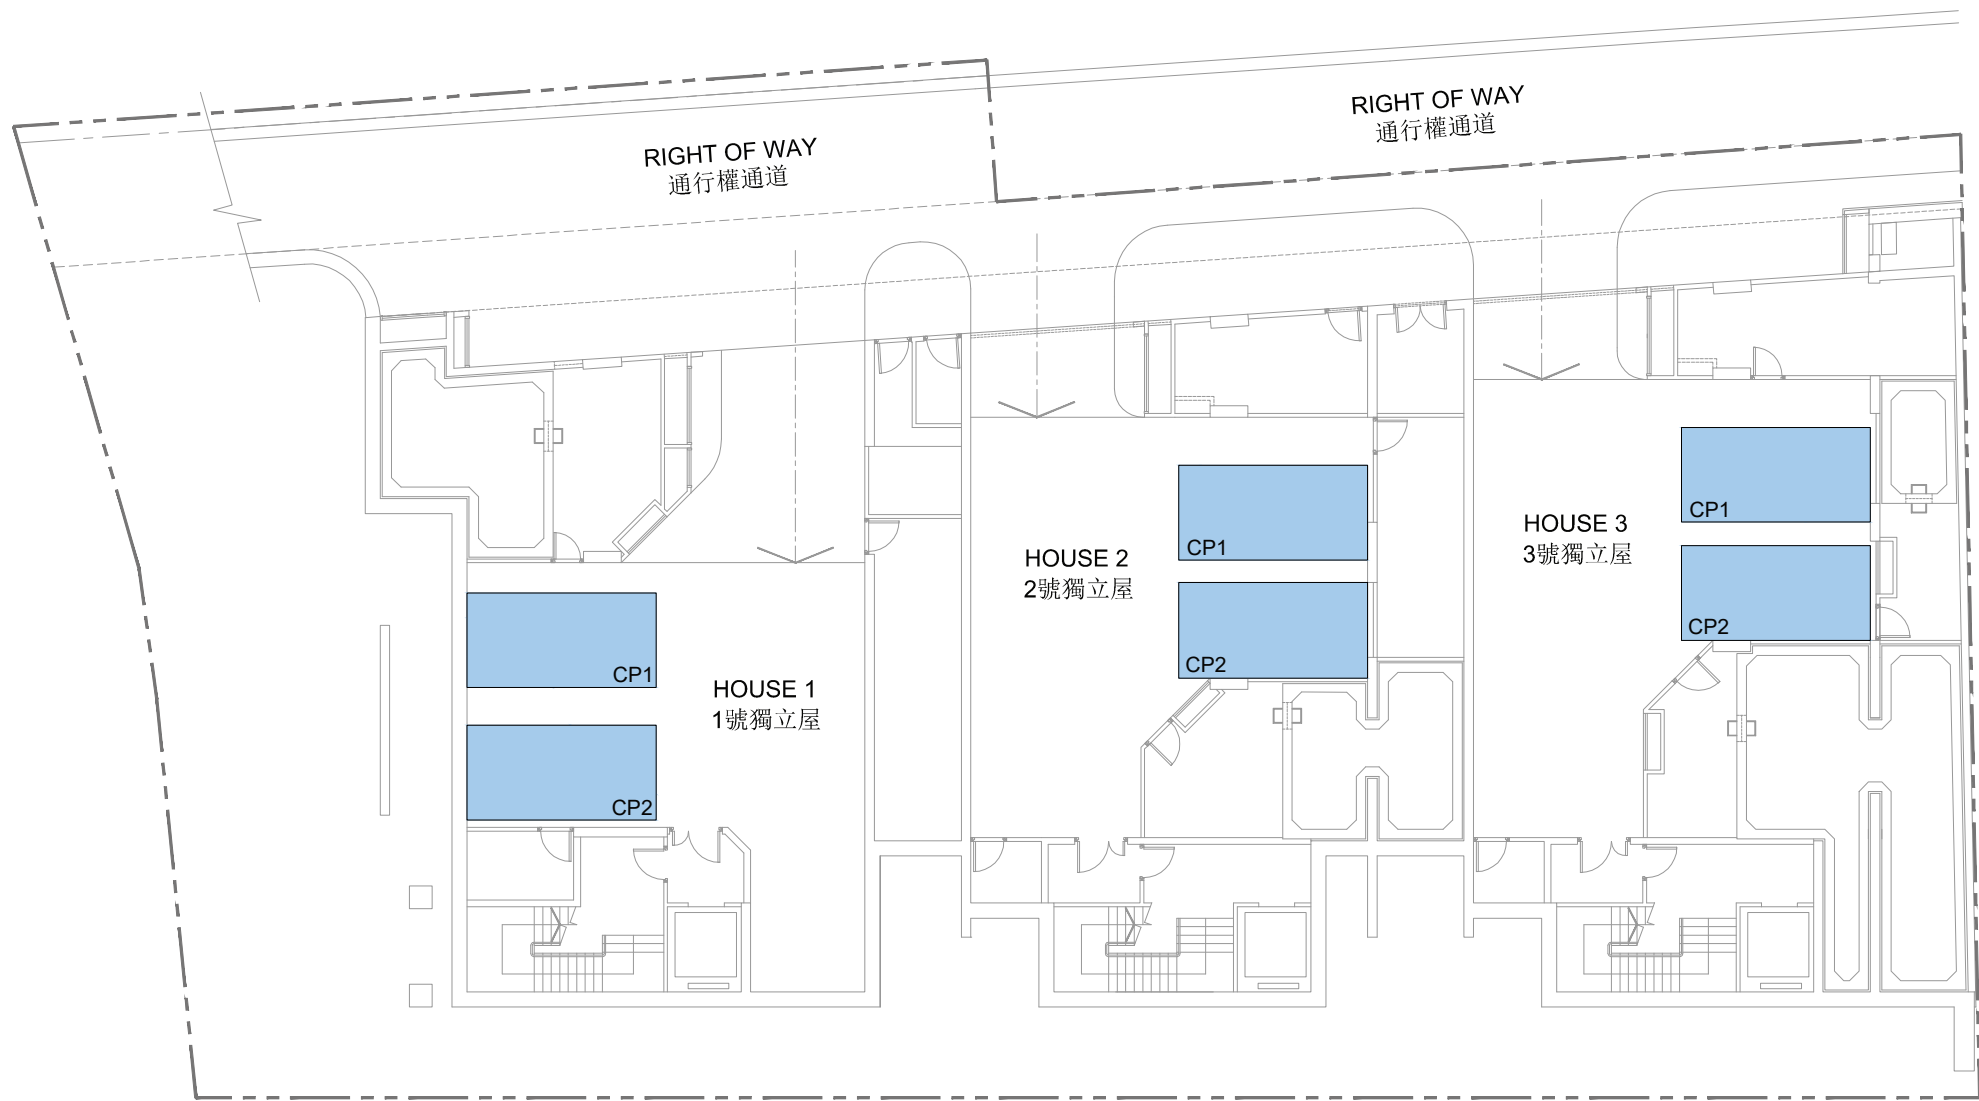 RIGHT OF WAY
通行權通道
RIGHT OF WAY
通行權通道
HOUSE 1
1號獨立屋
CP1
CP2
HOUSE 2
2號獨立屋
CP1
CP2
HOUSE 3
3號獨立屋
CP1
CP2